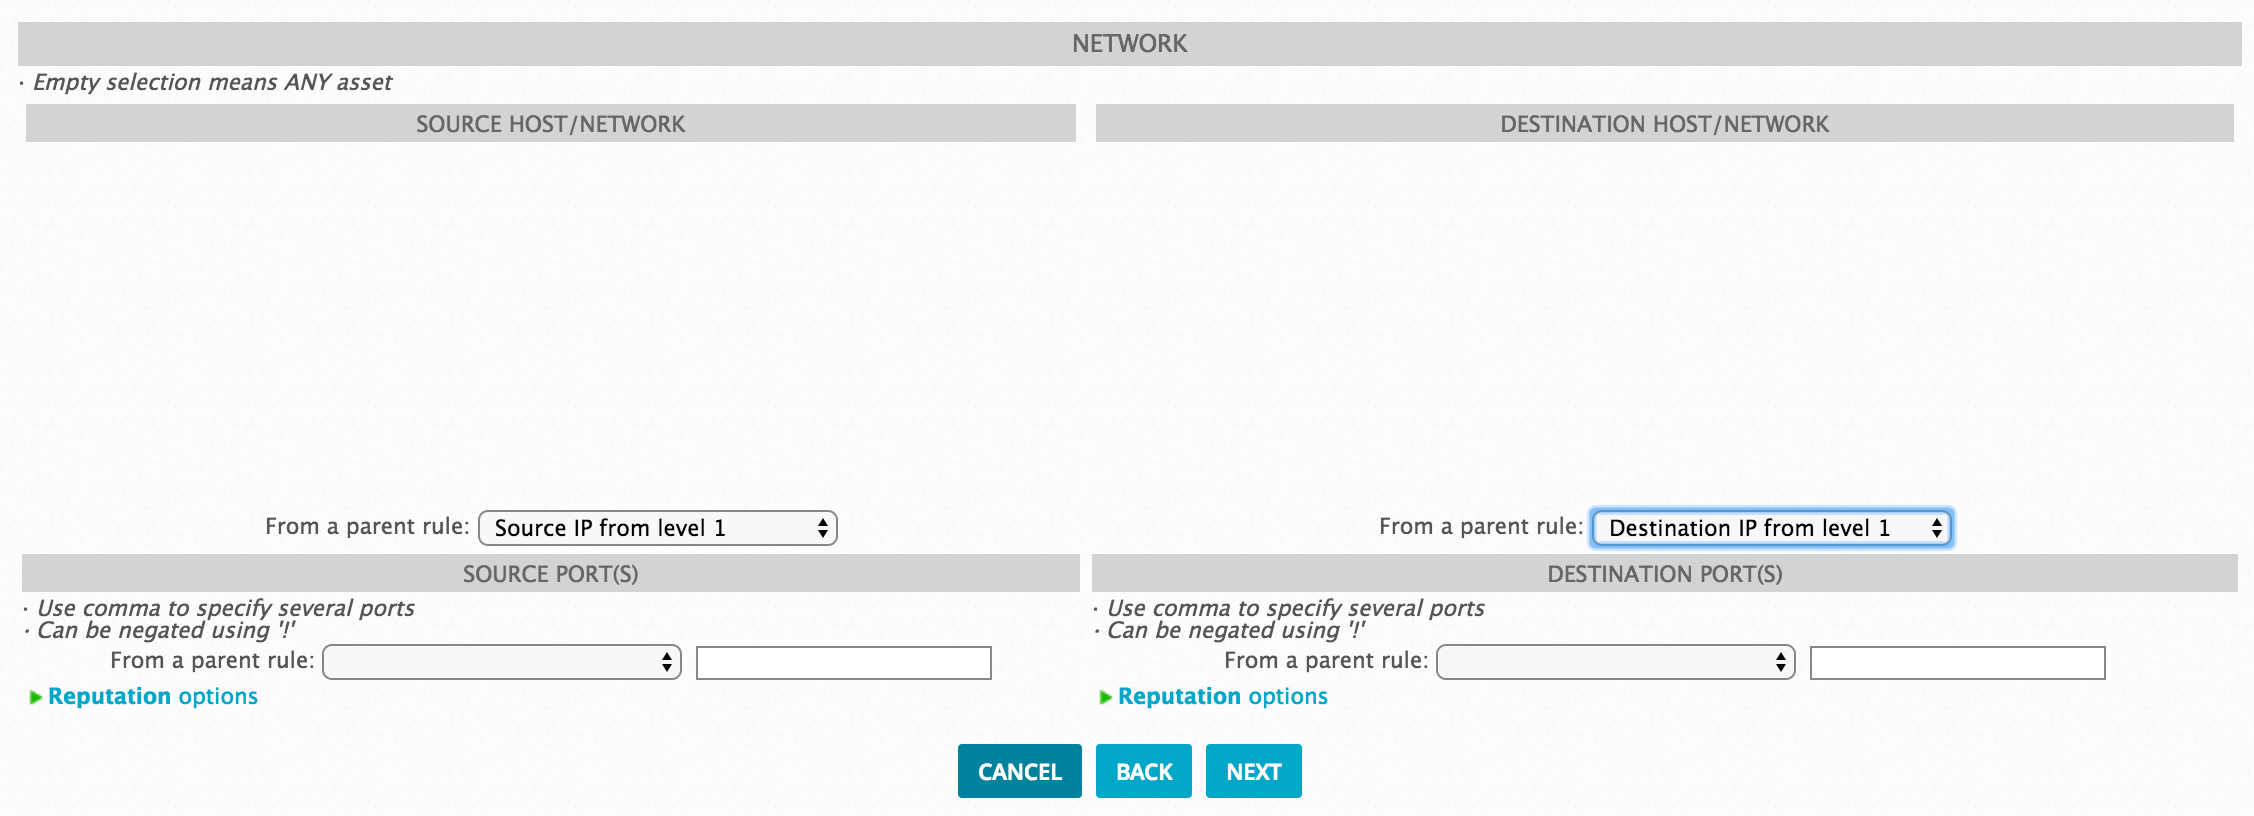 NETWORK
· Empty selection means ANY asset
SOURCE HOST/NETWORK
DESTINATION HOST/NETWORK
From a parent rule: Source IP from level 1
From a parent rule: Destination IP from level 1
SOURCE PORT(S)
· Use comma to specify several ports
· Can be negated using '!'
From a parent rule:
Reputation options
DESTINATION PORT(S)
· Use comma to specify several ports
· Can be negated using '!'
From a parent rule:
Reputation options
CANCEL BACK NEXT